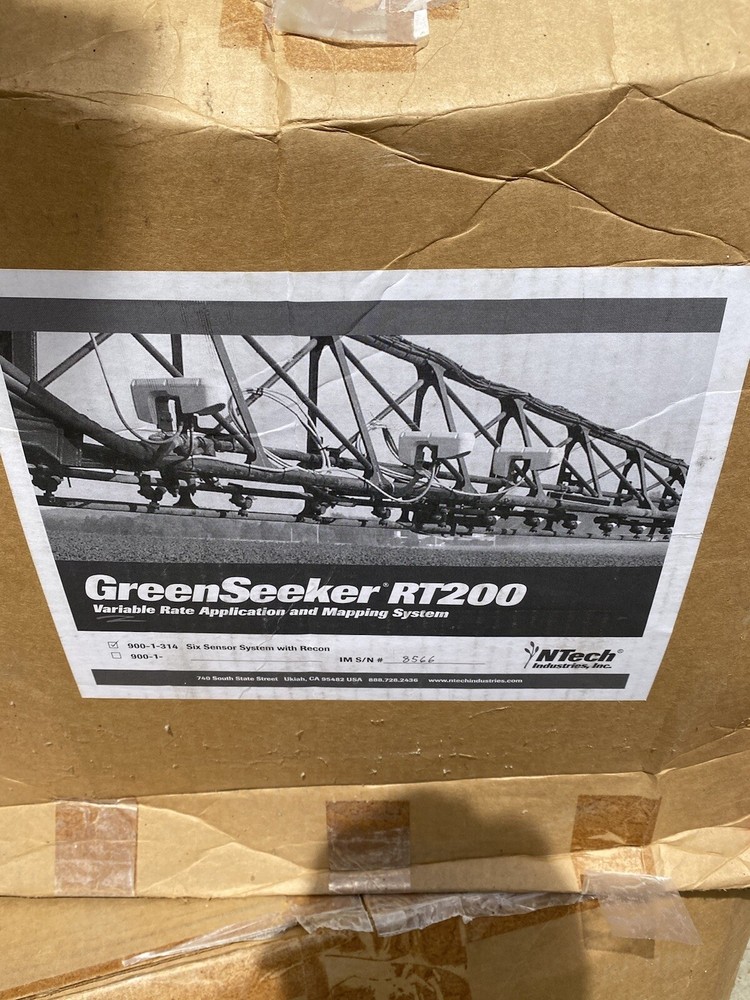 GreenSeeker® RT200
Variable Rate Application and Mapping System
☑ 900-1-314 Six Sensor System with Recon
☐ 900-1-
IM S/N # 8566
NTech®
Industries, Inc.
740 South State Street Ukiah, CA 95482 USA 888.728.2436 www.ntechindustries.com